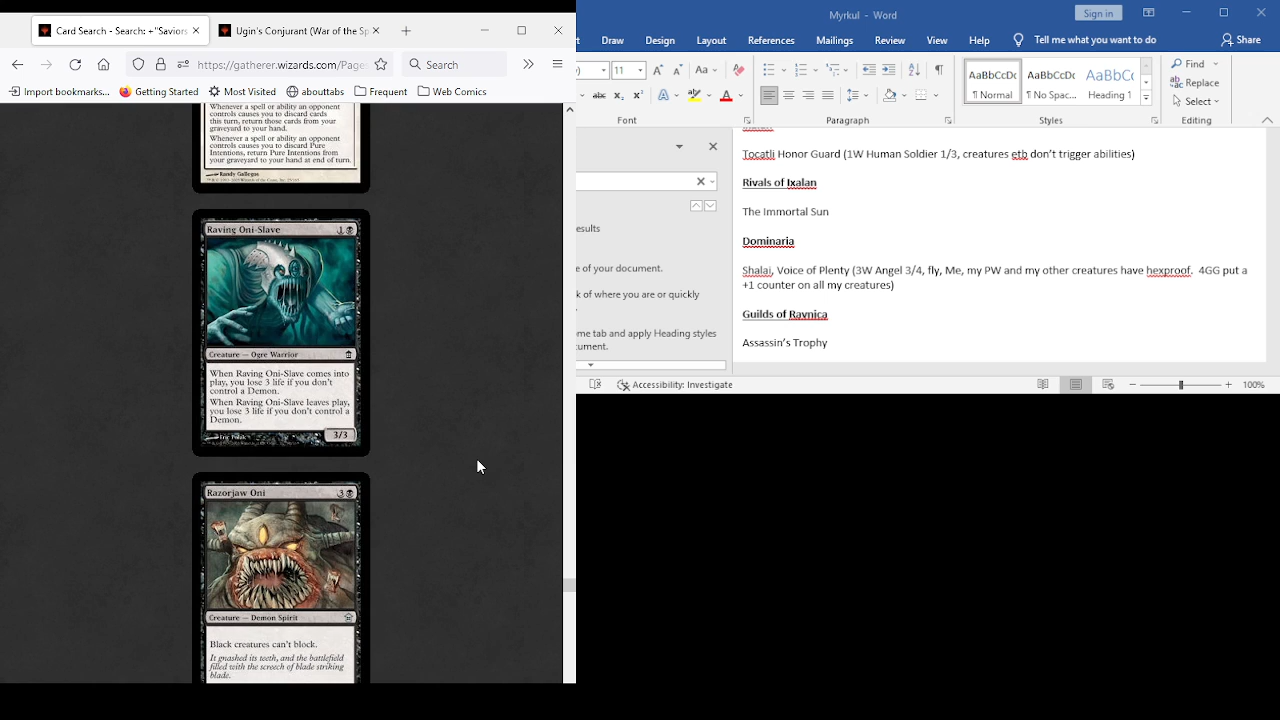 Card Search - Search: +"Saviors
Ugin's Conjurant (War of the Sp
https://gatherer.wizards.com/Page
Search
Import bookmarks...
Getting Started
Most Visited
abouttabs
Frequent
Web Comics
Whenever a spell or ability an opponent
controls causes you to discard cards
this turn, return those cards from your
graveyard to your hand.
Whenever a spell or ability an opponent
controls causes you to discard Pure
Intentions, return Pure Intentions from
your graveyard to your hand at end of turn.
Randy Gallegos
Raving Oni-Slave 1
Creature — Ogre Warrior
When Raving Oni-Slave comes into
play, you lose 3 life if you don't
control a Demon.
When Raving Oni-Slave leaves play,
you lose 3 life if you don't control a
Demon.
3/3
Razorjaw Oni 3
Creature — Demon Spirit
Black creatures can't block.
It gnashed its teeth, and the battlefield
filled with the screech of blade striking
blade.
Myrkul - Word
Sign in
Draw
Design
Layout
References
Mailings
Review
View
Help
Tell me what you want to do
Share
11
Aa
abc
x₂
x²
A
Font
Paragraph
AaBbCcDc
AaBbCcDc
AaBbCc
¶ Normal
¶ No Spac...
Heading 1
Styles
Find
Replace
Select
Editing
esults
e of your document.
k of where you are or quickly
me tab and apply Heading styles
cument.
Tocatli Honor Guard (1W Human Soldier 1/3, creatures etb don't trigger abilities)
Rivals of Ixalan
The Immortal Sun
Dominaria
Shalai, Voice of Plenty (3W Angel 3/4, fly, Me, my PW and my other creatures have hexproof. 4GG put a
+1 counter on all my creatures)
Guilds of Ravnica
Assassin's Trophy
Accessibility: Investigate
100%